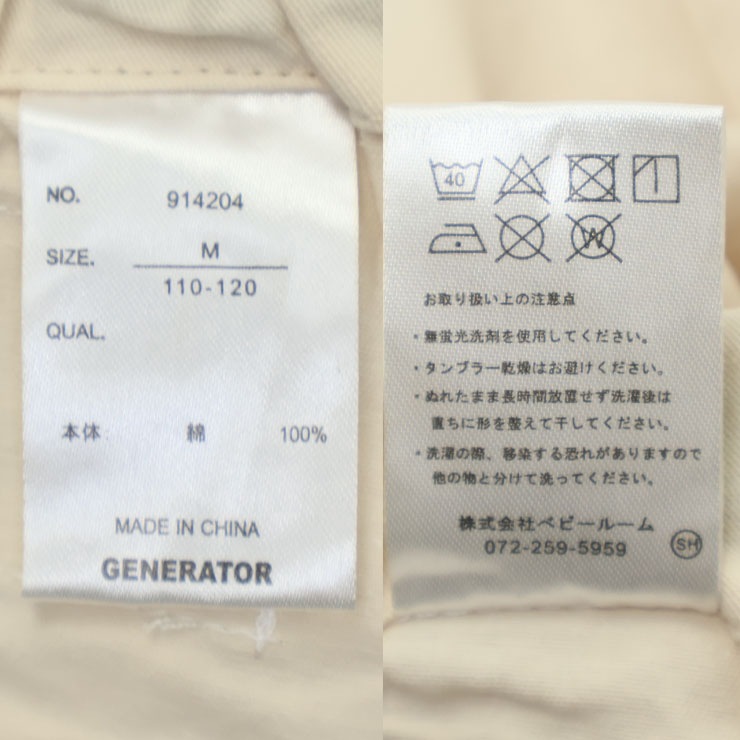 NO. 914204
SIZE. M
110-120
QUAL.
本体: 綿 100%
MADE IN CHINA
GENERATOR
40
W
お取り扱い上の注意点
・無蛍光洗剤を使用してください。
・タンブラー乾燥はお避けください。
・ぬれたまま長時間放置せず洗濯後は
直ちに形を整えて干してください。
・洗濯の際、移染する恐れがありますので
他の物と分けて洗ってください。
株式会社ベビールーム
072-259-5959
SH